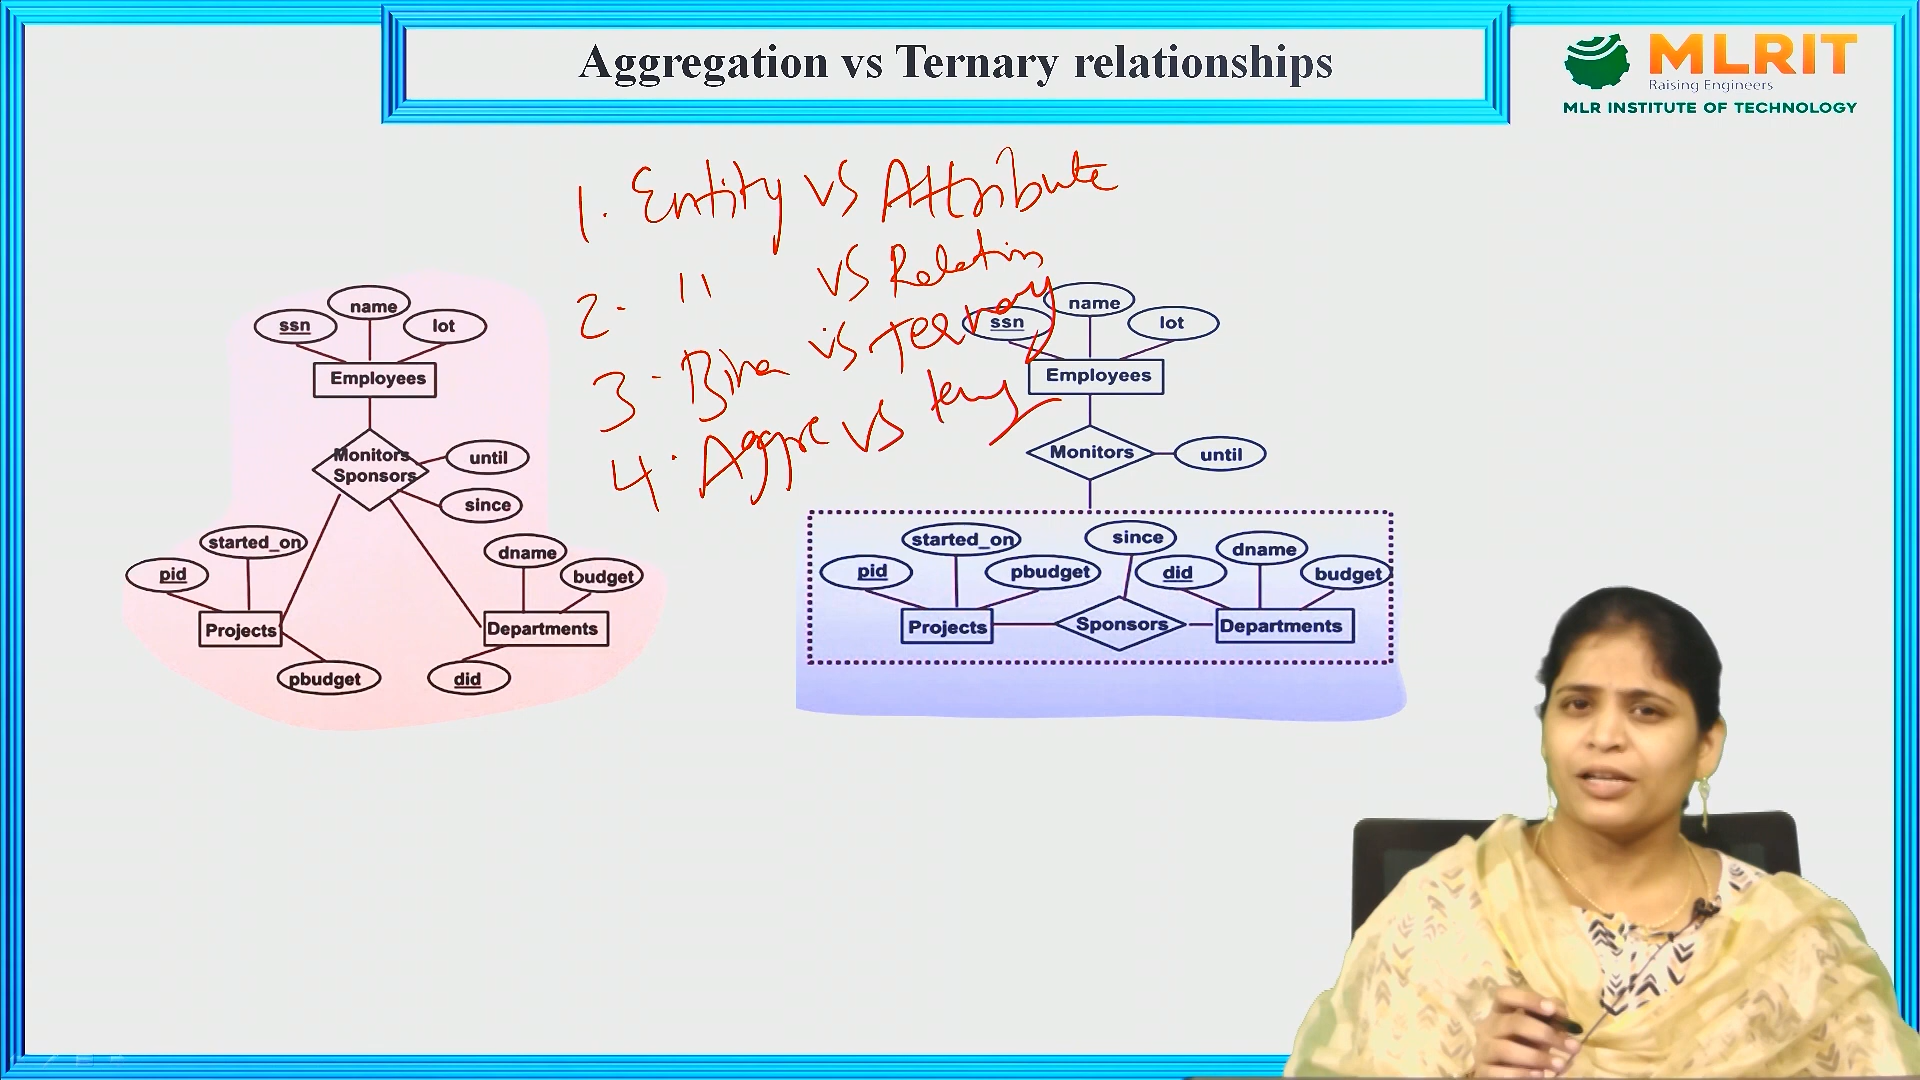 Aggregation vs Ternary relationships
MLRIT
Raising Engineers
MLR INSTITUTE OF TECHNOLOGY
1. Entity vs Attribute
2. 11 vs Relation
3. Bina vs Ternary
4. Aggre vs
name
ssn
lot
Employees
Monitors
Sponsors
until
since
started_on
pid
Projects
pbudget
dname
budget
Departments
did
name
ssn
lot
Employees
Monitors
until
started_on
since
dname
pid
pbudget
did
budget
Projects
Sponsors
Departments